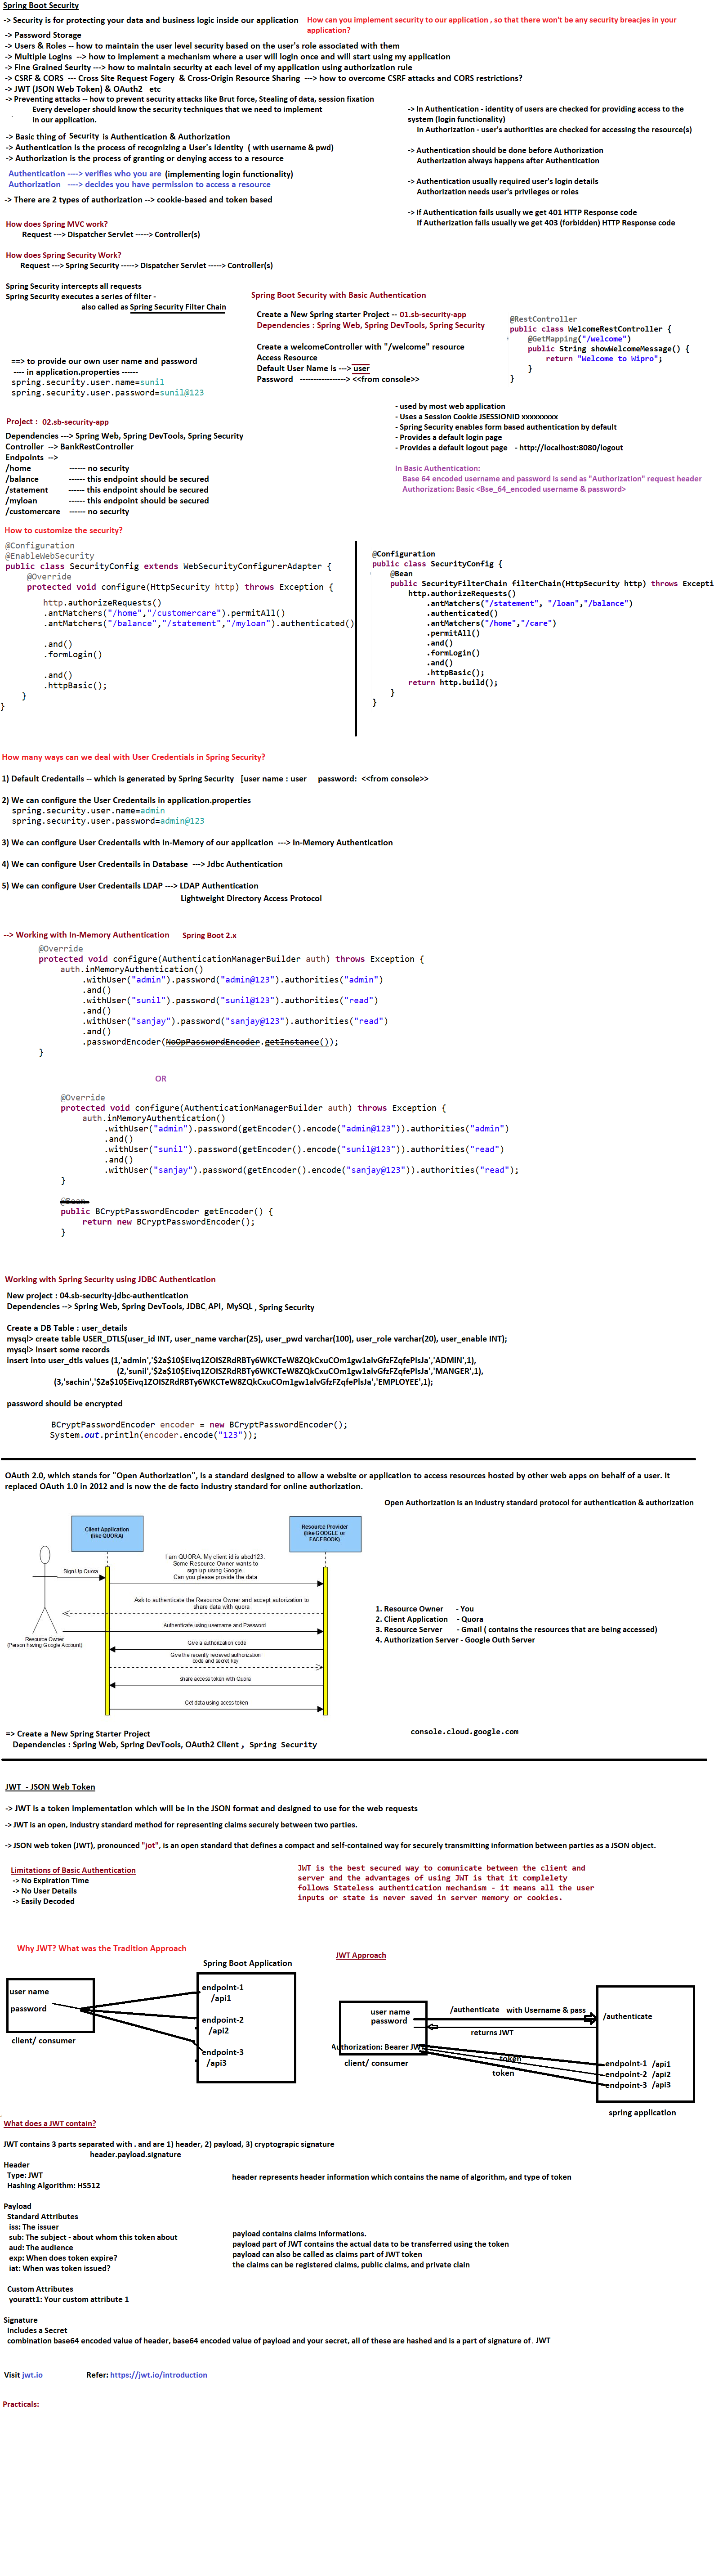 Spring Boot Security
-> Security is for protecting your data and business logic inside our application
How can you implement security to our application , so that there won't be any security breacjes in your
application?
-> Password Storage
-> Users & Roles -- how to maintain the user level security based on the user's role associated with them
-> Multiple Logins --> how to implement a mechanism where a user will login once and will start using my application
-> Fine Grained Seurity ---> how to maintain security at each level of my application using authorization rule
-> CSRF & CORS --- Cross Site Request Fogery & Cross-Origin Resource Sharing ---> how to overcome CSRF attacks and CORS restrictions?
-> JWT (JSON Web Token) & OAuth2 etc
-> Preventing attacks -- how to prevent security attacks like Brut force, Stealing of data, session fixation
Every developer should know the security techniques that we need to implement
in our application.
-> Basic thing of Security is Authentication & Authorization
-> Authentication is the process of recognizing a User's identity ( with username & pwd)
-> Authorization is the process of granting or denying access to a resource
Authentication ----> verifies who you are (implementing login functionality)
Authorization ----> decides you have permission to access a resource
-> There are 2 types of authorization --> cookie-based and token based
-> In Authentication - identity of users are checked for providing access to the
system (login functionality)
In Authorization - user's authorities are checked for accessing the resource(s)
-> Authentication should be done before Authorization
Autherization always happens after Authentication
-> Authentication usually required user's login details
Authorization needs user's privileges or roles
-> If Authentication fails usually we get 401 HTTP Response code
If Autherization fails usually we get 403 (forbidden) HTTP Response code
How does Spring MVC work?
Request ---> Dispatcher Servlet -----> Controller(s)
How does Spring Security Work?
Request ---> Spring Security -----> Dispatcher Servlet -----> Controller(s)
Spring Security intercepts all requests
Spring Security executes a series of filter -
also called as Spring Security Filter Chain
==> to provide our own user name and password
---- in application.properties ------
spring.security.user.name=sunil
spring.security.user.password=sunil@123
Spring Boot Security with Basic Authentication
Create a New Spring starter Project -- 01.sb-security-app
Dependencies : Spring Web, Spring DevTools, Spring Security
Create a welcomeController with "/welcome" resource
Access Resource
Default User Name is ---> user
Password -----------------> <<from console>>
@RestController
public class WelcomeRestController {
@GetMapping("/welcome")
public String showWelcomeMessage() {
return "Welcome to Wipro";
}
}
- used by most web application
- Uses a Session Cookie JSESSIONID xxxxxxxxx
- Spring Security enables form based authentication by default
- Provides a default login page
- Provides a default logout page - http://localhost:8080/logout
In Basic Authentication:
Base 64 encoded username and password is send as "Authorization" request header
Authorization: Basic <Bse_64_encoded username & password>
Project : 02.sb-security-app
Dependencies ---> Spring Web, Spring DevTools, Spring Security
Controller --> BankRestController
Endpoints -->
/home ------ no security
/balance ------ this endpoint should be secured
/statement ------ this endpoint should be secured
/myloan ------ this endpoint should be secured
/customercare ------ no security
How to customize the security?
@Configuration
@EnableWebSecurity
public class SecurityConfig extends WebSecurityConfigurerAdapter {
@Override
protected void configure(HttpSecurity http) throws Exception {
http.authorizeRequests()
.antMatchers("/home","/customercare").permitAll()
.antMatchers("/balance","/statement","/myloan").authenticated()
.and()
.formLogin()
.and()
.httpBasic();
}
}
@Configuration
public class SecurityConfig {
@Bean
public SecurityFilterChain filterChain(HttpSecurity http) throws Excepti
http.authorizeRequests()
.antMatchers("/statement", "/loan","/balance")
.authenticated()
.antMatchers("/home","/care")
.permitAll()
.and()
.formLogin()
.and()
.httpBasic();
return http.build();
}
}
How many ways can we deal with User Credentials in Spring Security?
1) Default Credentails -- which is generated by Spring Security [user name : user password: <<from console>>
2) We can configure the User Credentails in application.properties
spring.security.user.name=admin
spring.security.user.password=admin@123
3) We can configure User Credentails with In-Memory of our application ---> In-Memory Authentication
4) We can configure User Credentials in Database ---> Jdbc Authentication
5) We can configure User Credentials LDAP ---> LDAP Authentication
Lightweight Directory Access Protocol
--> Working with In-Memory Authentication Spring Boot 2.x
@Override
protected void configure(AuthenticationManagerBuilder auth) throws Exception {
auth.inMemoryAuthentication()
.withUser("admin").password("admin@123").authorities("admin")
.and()
.withUser("sunil").password("sunil@123").authorities("read")
.and()
.withUser("sanjay").password("sanjay@123").authorities("read")
.and()
.passwordEncoder(NoOpPasswordEncoder.getInstance());
}
OR
@Override
protected void configure(AuthenticationManagerBuilder auth) throws Exception {
auth.inMemoryAuthentication()
.withUser("admin").password(getEncoder().encode("admin@123")).authorities("admin")
.and()
.withUser("sunil").password(getEncoder().encode("sunil@123")).authorities("read")
.and()
.withUser("sanjay").password(getEncoder().encode("sanjay@123")).authorities("read");
}
@Bean
public BCryptPasswordEncoder getEncoder() {
return new BCryptPasswordEncoder();
}
Working with Spring Security using JDBC Authentication
New project : 04.sb-security-jdbc-authentication
Dependencies --> Spring Web, Spring DevTools, JDBC API, MySQL , Spring Security
Create a DB Table : user_details
mysql> create table USER_DTLS(user_id INT, user_name varchar(25), user_pwd varchar(100), user_role varchar(20), user_enable INT);
mysql> insert some records
insert into user_dtls values (1,'admin','$2a$10$Eivq1ZOISZRdRBTy6WKCTeW8ZQkCxuCOm1gw1alvGfzFZqfePlsJa','ADMIN',1),
(2,'sunil','$2a$10$Eivq1ZOISZRdRBTy6WKCTeW8ZQkCxuCOm1gw1alvGfzFZqfePlsJa','MANGER',1),
(3,'sachin','$2a$10$Eivq1ZOISZRdRBTy6WKCTeW8ZQkCxuCOm1gw1alvGfzFZqfePlsJa','EMPLOYEE',1);
password should be encrypted
BCryptPasswordEncoder encoder = new BCryptPasswordEncoder();
System.out.println(encoder.encode("123"));
OAuth 2.0, which stands for "Open Authorization", is a standard designed to allow a website or application to access resources hosted by other web apps on behalf of a user. It
replaced OAuth 1.0 in 2012 and is now the de facto industry standard for online authorization.
Open Authorization is an industry standard protocol for authentication & authorization
Client Application
(like QUORA)
Resource Provider
(like GOOGLE or
FACEBOOK)
Sign Up Quora
I am QUORA. My client id is abcd123.
Some Resource Owner wants to
sign up using Google.
Can you please provide the data
Ask to authenticate the Resource Owner and accept autorization to
share data with quora
Authenticate using username and Password
Give a authorization code
Give the recently recieved authorization
code and secret key
share access token with Quora
Get data using acess token
Resource Owner
(Person having Google Account)
1. Resource Owner - You
2. Client Application - Quora
3. Resource Server - Gmail ( contains the resources that are being accessed)
4. Authorization Server - Google Outh Server
=> Create a New Spring Starter Project
Dependencies : Spring Web, Spring DevTools, OAuth2 Client , Spring Security
console.cloud.google.com
JWT - JSON Web Token
-> JWT is a token implementation which will be in the JSON format and designed to use for the web requests
-> JWT is an open, industry standard method for representing claims securely between two parties.
-> JSON web token (JWT), pronounced "jot", is an open standard that defines a compact and self-contained way for securely transmitting information between parties as a JSON object.
Limitations of Basic Authentication
-> No Expiration Time
-> No User Details
-> Easily Decoded
JWT is the best secured way to comunicate between the client and
server and the advantages of using JWT is that it complelety
follows Stateless authentication mechanism - it means all the user
inputs or state is never saved in server memory or cookies.
Why JWT? What was the Tradition Approach
Spring Boot Application
user name
password
client/ consumer
endpoint-1
/api1
endpoint-2
/api2
endpoint-3
/api3
JWT Approach
user name
password
Authorization: Bearer JWT
client/ consumer
/authenticate with Username & pass
returns JWT
token
token
/authenticate
endpoint-1 /api1
endpoint-2 /api2
endpoint-3 /api3
spring application
What does a JWT contain?
JWT contains 3 parts separated with . and are 1) header, 2) payload, 3) cryptograpic signature
header.payload.signature
Header
Type: JWT
Hashing Algorithm: HS512
header represents header information which contains the name of algorithm, and type of token
Payload
Standard Attributes
iss: The issuer
sub: The subject - about whom this token about
aud: The audience
exp: When does token expire?
iat: When was token issued?
payload contains claims informations.
payload part of JWT contains the actual data to be transferred using the token
payload can also be called as claims part of JWT token
the claims can be registered claims, public claims, and private clain
Custom Attributes
youratt1: Your custom attribute 1
Signature
Includes a Secret
combination base64 encoded value of header, base64 encoded value of payload and your secret, all of these are hashed and is a part of signature of . JWT
Visit jwt.io Refer: https://jwt.io/introduction
Practicals: